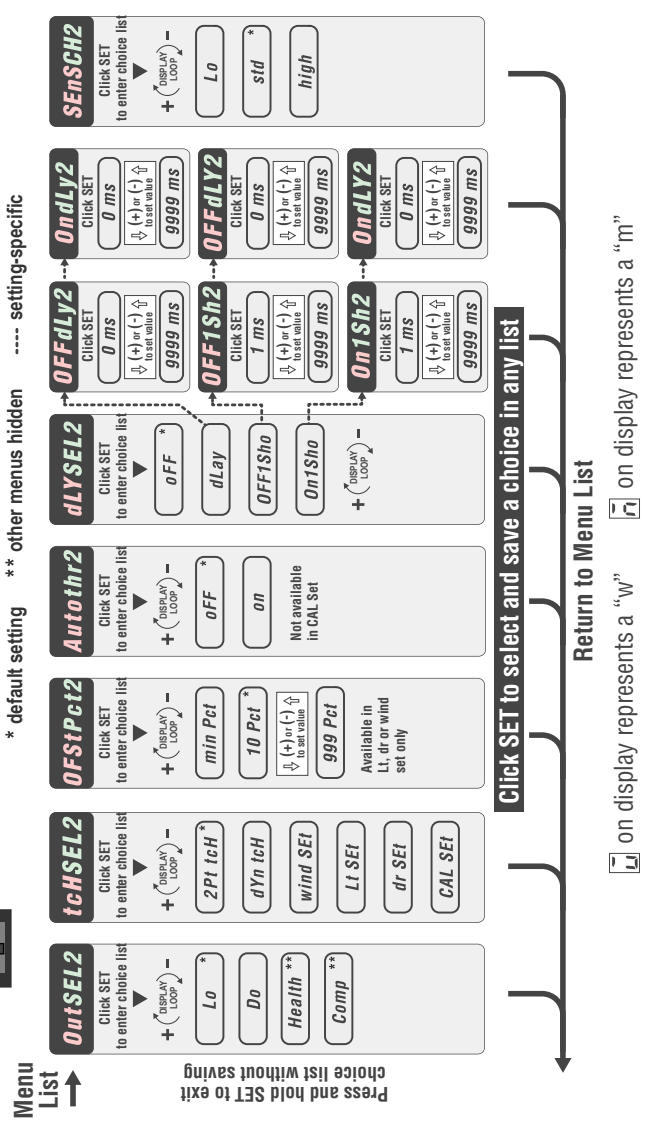 * default setting ** other menus hidden ---- setting-specific
Menu
List
OutSEL2
Click SET
to enter choice list
+ DISPLAY LOOP −
Lo *
Do
Health **
Comp **
tcHSEL2
Click SET
to enter choice list
+ DISPLAY LOOP −
2Pt tcH *
dYn tcH
wind SEt
Lt SEt
dr SEt
CAL SEt
OFStPct2
Click SET
to enter choice list
+ DISPLAY LOOP −
min Pct
10 Pct *
(+) or (-)
to set value
999 Pct
Available in
Lt, dr or wind
set only
Autothr2
Click SET
to enter choice list
+ DISPLAY LOOP −
oFF *
on
Not available
in CAL Set
dLYSEL2
Click SET
to enter choice list
oFF *
dLay
OFF1Sho
On1Sho
+ DISPLAY LOOP −
OFFdLy2
Click SET
0 ms
(+) or (-)
to set value
9999 ms
OndLy2
Click SET
0 ms
(+) or (-)
to set value
9999 ms
OFF1Sh2
Click SET
1 ms
(+) or (-)
to set value
9999 ms
OFFdLY2
Click SET
0 ms
(+) or (-)
to set value
9999 ms
On1Sh2
Click SET
1 ms
(+) or (-)
to set value
9999 ms
OndLY2
Click SET
0 ms
(+) or (-)
to set value
9999 ms
SEnSCH2
Click SET
to enter choice list
+ DISPLAY LOOP −
Lo
std *
high
Press and hold SET to exit
choice list without saving
Click SET to select and save a choice in any list
Return to Menu List
on display represents a “w”
on display represents a “m”